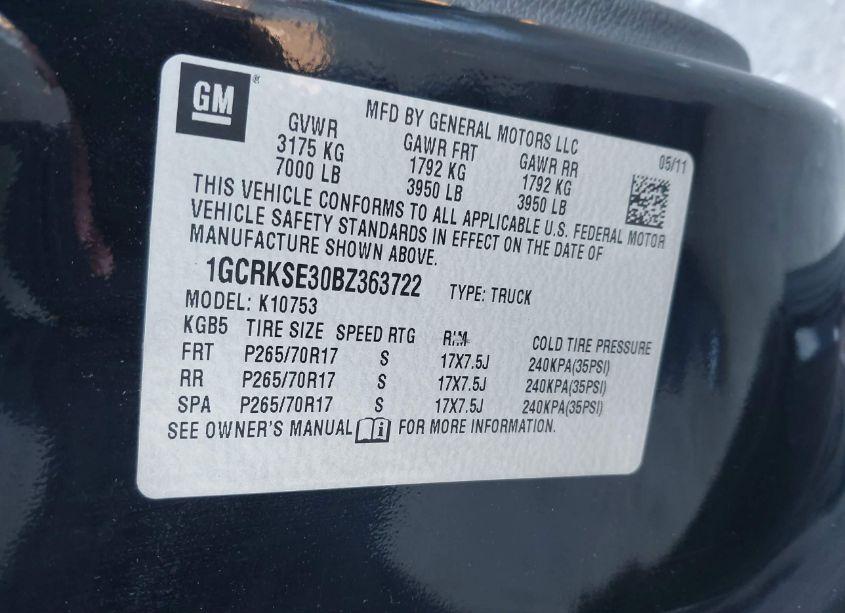 GM
MFD BY GENERAL MOTORS LLC
05/11
GVWR GAWR FRT GAWR RR
3175 KG 1792 KG 1792 KG
7000 LB 3950 LB 3950 LB
THIS VEHICLE CONFORMS TO ALL APPLICABLE U.S. FEDERAL MOTOR
VEHICLE SAFETY STANDARDS IN EFFECT ON THE DATE OF
MANUFACTURE SHOWN ABOVE.
1GCRKSE30BZ363722 TYPE: TRUCK
MODEL: K10753
KGB5 TIRE SIZE SPEED RTG RIM COLD TIRE PRESSURE
FRT P265/70R17 S 17X7.5J 240KPA(35PSI)
RR P265/70R17 S 17X7.5J 240KPA(35PSI)
SPA P265/70R17 S 17X7.5J 240KPA(35PSI)
SEE OWNER'S MANUAL FOR MORE INFORMATION.